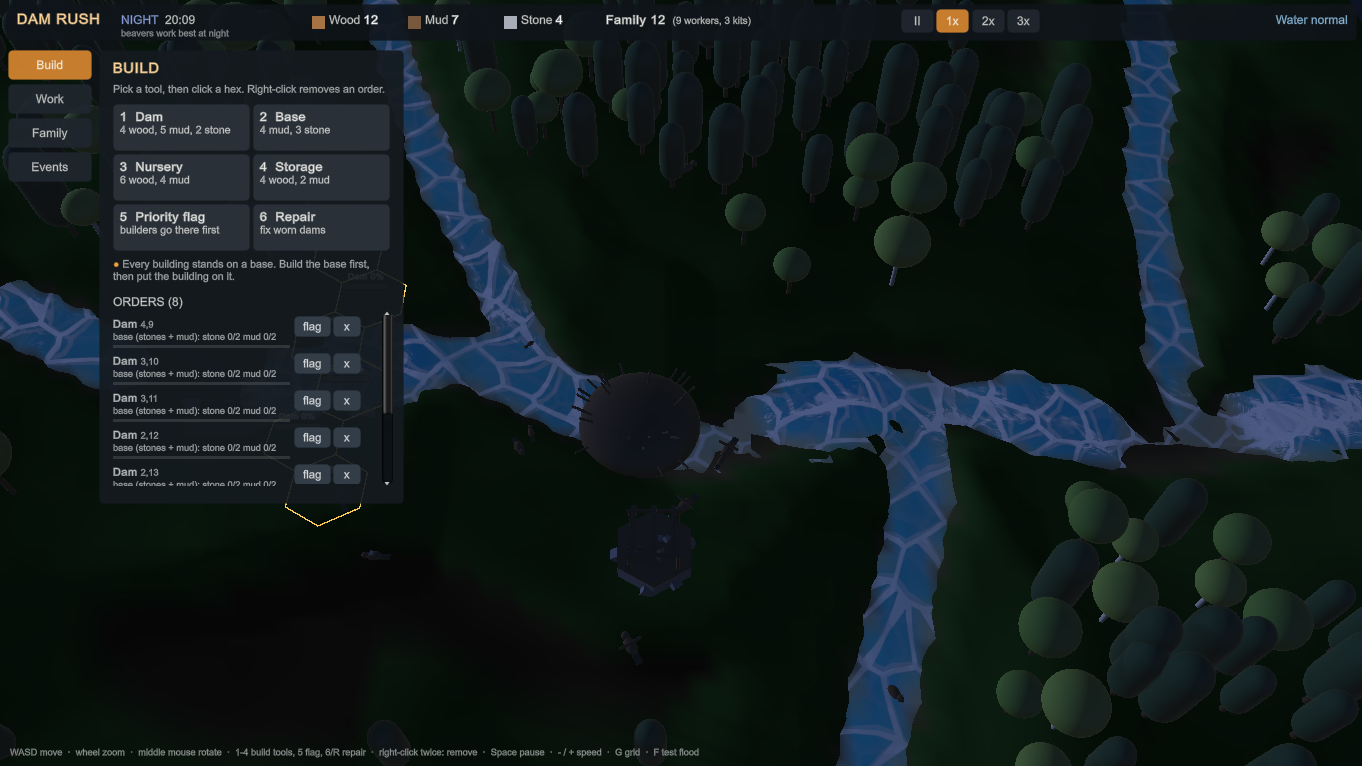 DAM RUSH
NIGHT 20:09
beavers work best at night
Wood 12
Mud 7
Stone 4
Family 12 (9 workers, 3 kits)
II
1x
2x
3x
Water normal
Build
Work
Family
Events
BUILD
Pick a tool, then click a hex. Right-click removes an order.
1 Dam
4 wood, 5 mud, 2 stone
2 Base
4 mud, 3 stone
3 Nursery
6 wood, 4 mud
4 Storage
4 wood, 2 mud
5 Priority flag
builders go there first
6 Repair
fix worn dams
• Every building stands on a base. Build the base first,
then put the building on it.
ORDERS (8)
Dam 4,9
base (stones + mud): stone 0/2 mud 0/2
flag
x
Dam 3,10
base (stones + mud): stone 0/2 mud 0/2
flag
x
Dam 3,11
base (stones + mud): stone 0/2 mud 0/2
flag
x
Dam 2,12
base (stones + mud): stone 0/2 mud 0/2
flag
x
Dam 2,13
base (stones + mud): stone 0/2 mud 0/2
flag
x
WASD move · wheel zoom · middle mouse rotate · 1-4 build tools, 5 flag, 6/R repair · right-click twice: remove · Space pause · - / + speed · G grid · F test flood